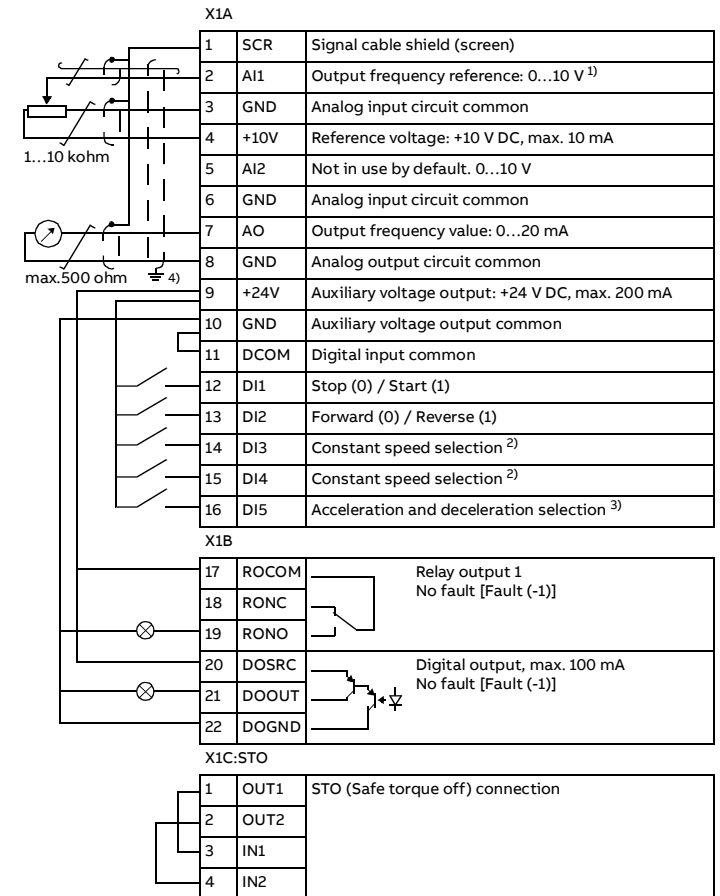 X1A
1 SCR Signal cable shield (screen)
2 AI1 Output frequency reference: 0…10 V 1)
3 GND Analog input circuit common
4 +10V Reference voltage: +10 V DC, max. 10 mA
1…10 kohm
5 AI2 Not in use by default. 0…10 V
6 GND Analog input circuit common
7 AO Output frequency value: 0…20 mA
8 GND Analog output circuit common
max.500 ohm 4)
9 +24V Auxiliary voltage output: +24 V DC, max. 200 mA
10 GND Auxiliary voltage output common
11 DCOM Digital input common
12 DI1 Stop (0) / Start (1)
13 DI2 Forward (0) / Reverse (1)
14 DI3 Constant speed selection 2)
15 DI4 Constant speed selection 2)
16 DI5 Acceleration and deceleration selection 3)
X1B
17 ROCOM Relay output 1
No fault [Fault (-1)]
18 RONC
19 RONO
20 DOSRC Digital output, max. 100 mA
No fault [Fault (-1)]
21 DOOUT
22 DOGND
X1C:STO
1 OUT1 STO (Safe torque off) connection
2 OUT2
3 IN1
4 IN2